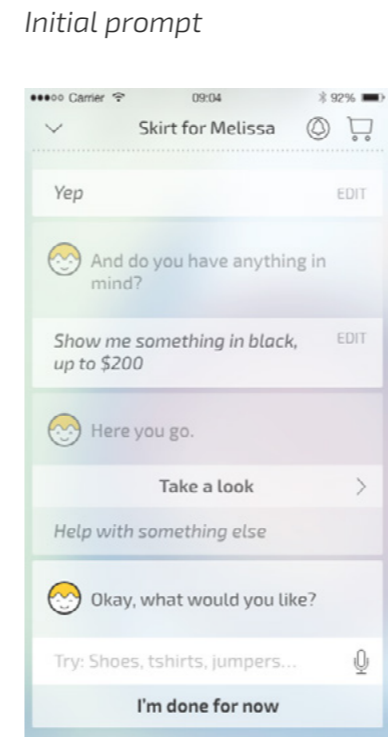 Initial prompt
Carrier
09:04
92%
Skirt for Melissa
Yep
EDIT
And do you have anything in
mind?
Show me something in black,
up to $200
EDIT
Here you go.
Take a look
Help with something else
Okay, what would you like?
Try: Shoes, tshirts, jumpers...
I'm done for now